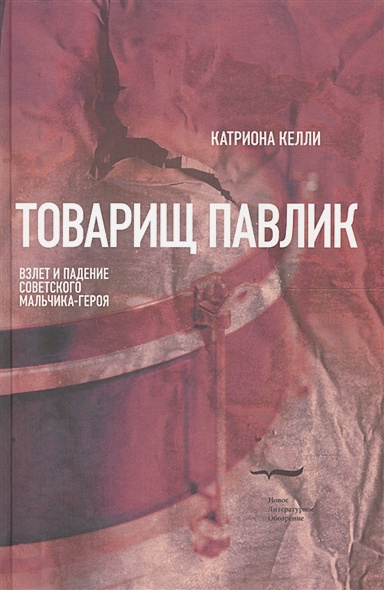 КАТРИОНА КЕЛЛИ
ТОВАРИЩ ПАВЛИК
ВЗЛЕТ И ПАДЕНИЕ
СОВЕТСКОГО
МАЛЬЧИКА-ГЕРОЯ
Новое
Литературное
Обозрение